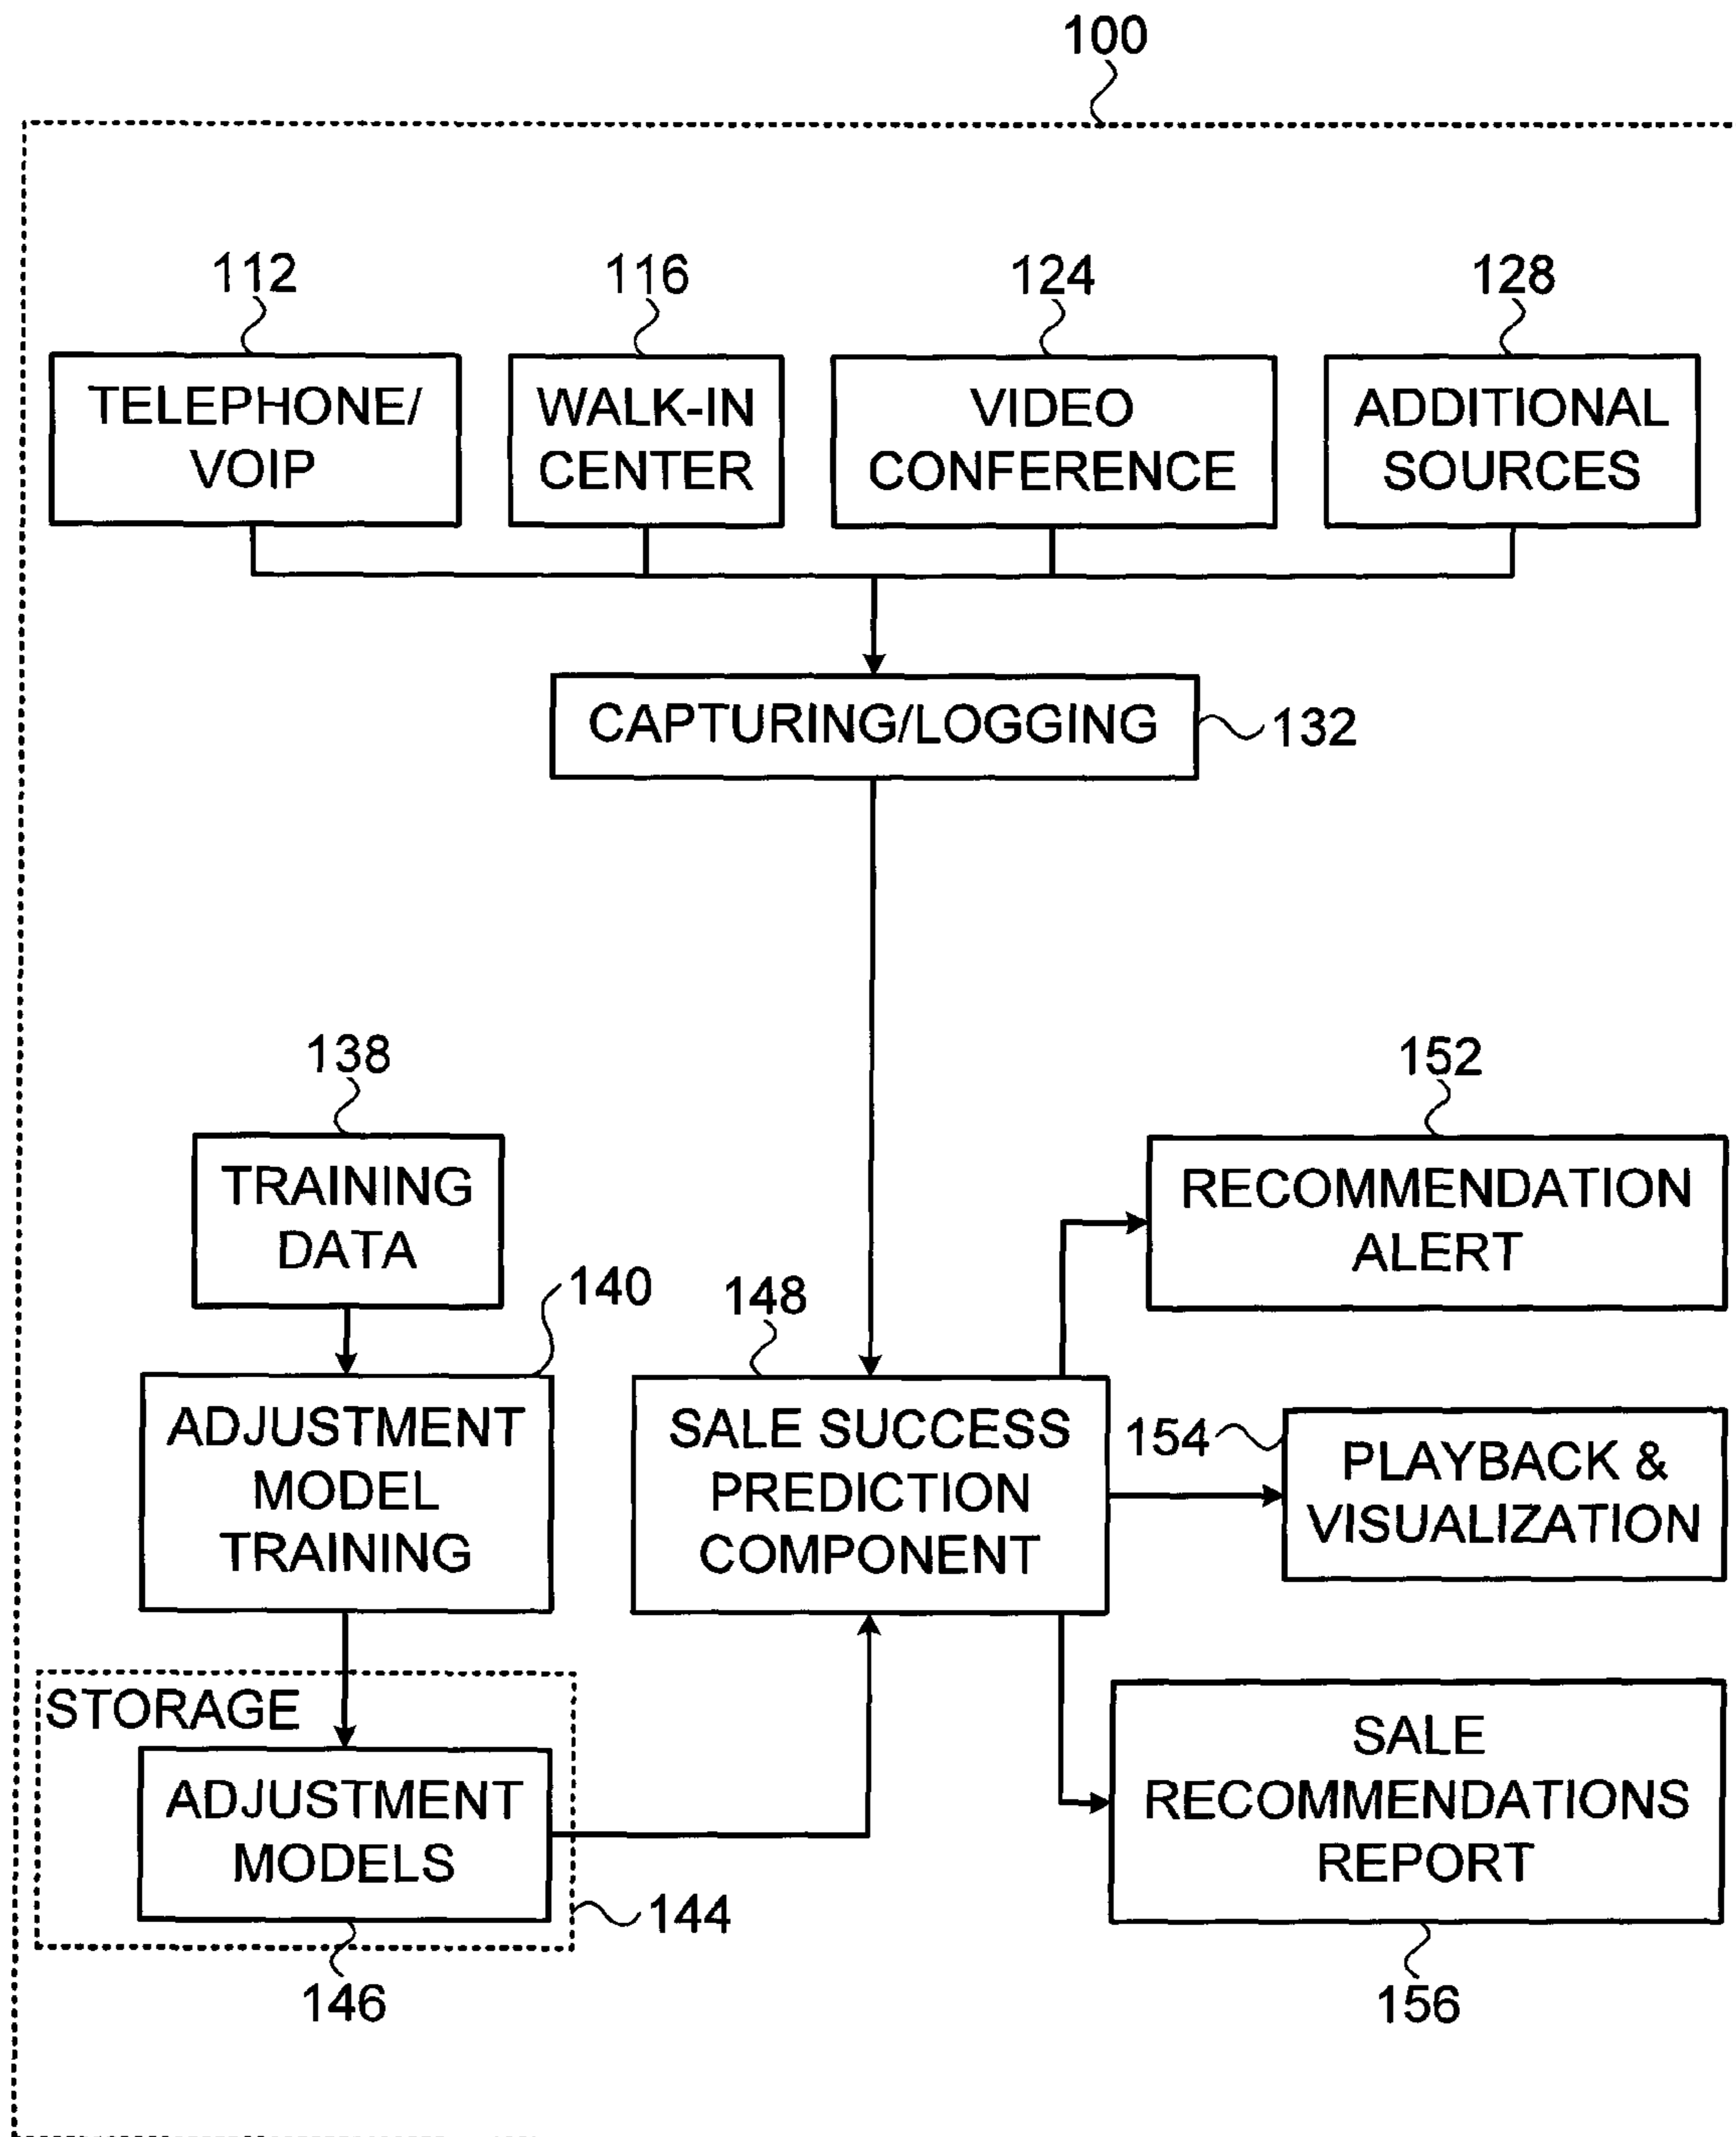 100
112
116
124
128
TELEPHONE/
VOIP
WALK-IN
CENTER
VIDEO
CONFERENCE
ADDITIONAL
SOURCES
CAPTURING/LOGGING
132
138
152
TRAINING
DATA
RECOMMENDATION
ALERT
140
148
ADJUSTMENT
MODEL
TRAINING
SALE SUCCESS
PREDICTION
COMPONENT
154
PLAYBACK &
VISUALIZATION
STORAGE
ADJUSTMENT
MODELS
144
146
SALE
RECOMMENDATIONS
REPORT
156